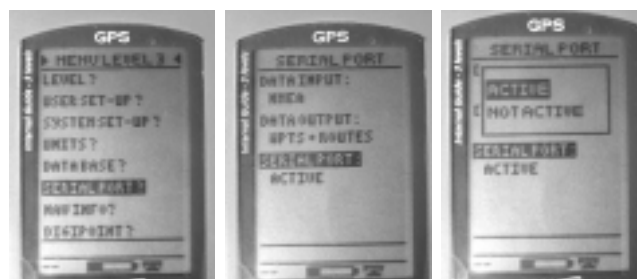 GPS
MENU LEVEL 3
LEVEL?
USER SET-UP?
SYSTEM SET-UP?
UNITS?
DATABASE?
SERIAL PORT?
NAV INFO?
DIGIPOINT?
GPS
SERIAL PORT
DATA INPUT:
NMEA
DATA OUTPUT:
WPTS+ROUTES
SERIAL PORT:
ACTIVE
GPS
SERIAL PORT
ACTIVE
NOT ACTIVE
SERIAL PORT:
ACTIVE